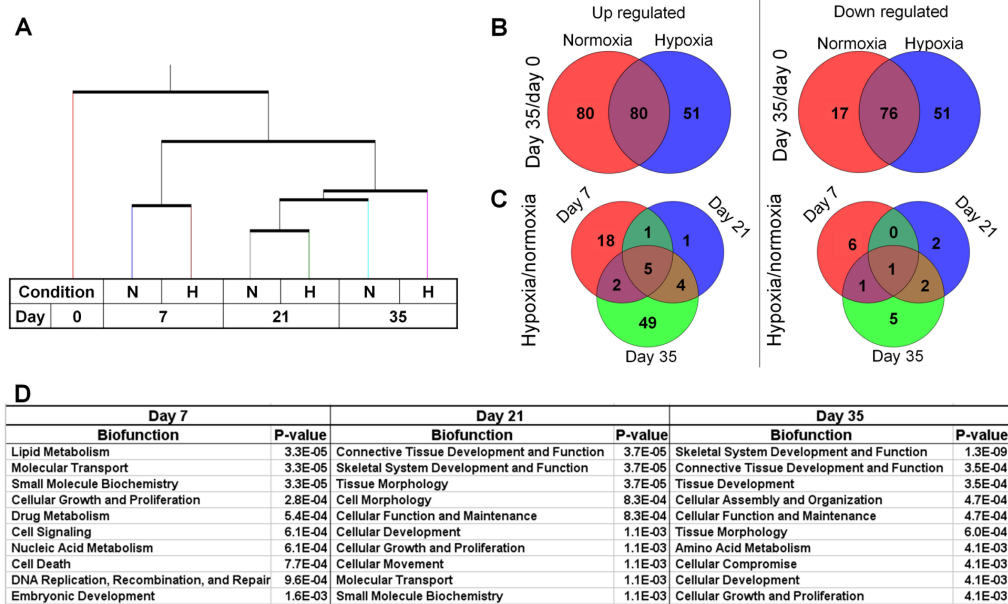 A
Condition N H N H N H
Day 0 7 21 35
B
Up regulated
Down regulated
Normoxia Hypoxia
Normoxia Hypoxia
Day 35/day 0
80 80 51
Day 35/day 0
17 76 51
C
Hypoxia/normoxia
Day 7
Day 21
18 1 1
5
2 4
49
Day 35
Hypoxia/normoxia
Day 7
Day 21
6 0 2
1
1 2
5
Day 35
D
Day 7 Day 21 Day 35
Biofunction P-value Biofunction P-value Biofunction P-value
Lipid Metabolism 3.3E-05 Connective Tissue Development and Function 3.7E-05 Skeletal System Development and Function 1.3E-09
Molecular Transport 3.3E-05 Skeletal System Development and Function 3.7E-05 Connective Tissue Development and Function 3.5E-04
Small Molecule Biochemistry 3.3E-05 Tissue Morphology 3.7E-05 Tissue Development 3.5E-04
Cellular Growth and Proliferation 2.8E-04 Cell Morphology 8.3E-04 Cellular Assembly and Organization 4.7E-04
Drug Metabolism 5.4E-04 Cellular Function and Maintenance 8.3E-04 Cellular Function and Maintenance 4.7E-04
Cell Signaling 6.1E-04 Cellular Development 1.1E-03 Tissue Morphology 6.0E-04
Nucleic Acid Metabolism 6.1E-04 Cellular Growth and Proliferation 1.1E-03 Amino Acid Metabolism 4.1E-03
Cell Death 7.7E-04 Cellular Movement 1.1E-03 Cellular Compromise 4.1E-03
DNA Replication, Recombination, and Repair 9.6E-04 Molecular Transport 1.1E-03 Cellular Development 4.1E-03
Embryonic Development 1.6E-03 Small Molecule Biochemistry 1.1E-03 Cellular Growth and Proliferation 4.1E-03